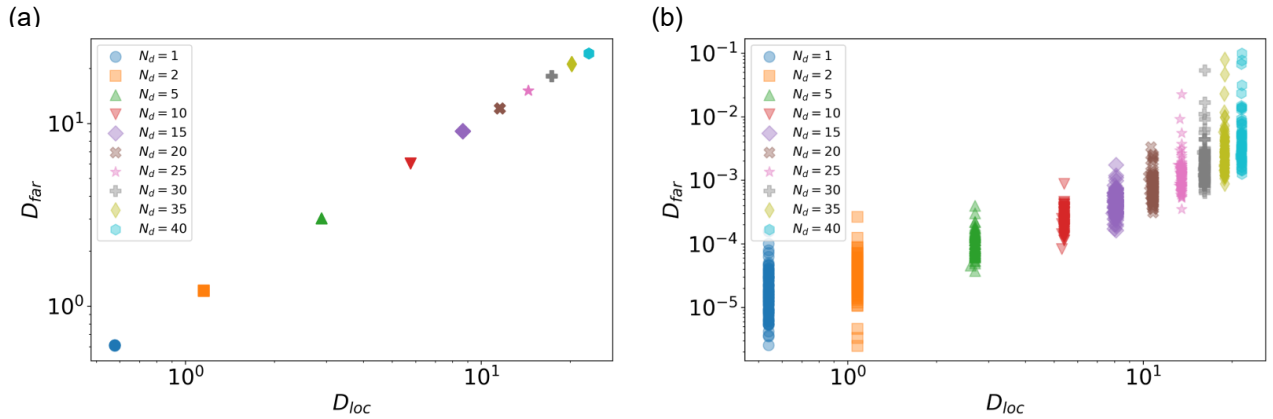 (a)
N_d = 1
N_d = 2
N_d = 5
N_d = 10
N_d = 15
N_d = 20
N_d = 25
N_d = 30
N_d = 35
N_d = 40
10^1
10^0
D_far
10^0
10^1
D_loc
(b)
N_d = 1
N_d = 2
N_d = 5
N_d = 10
N_d = 15
N_d = 20
N_d = 25
N_d = 30
N_d = 35
N_d = 40
10^-1
10^-2
10^-3
10^-4
10^-5
D_far
10^0
10^1
D_loc